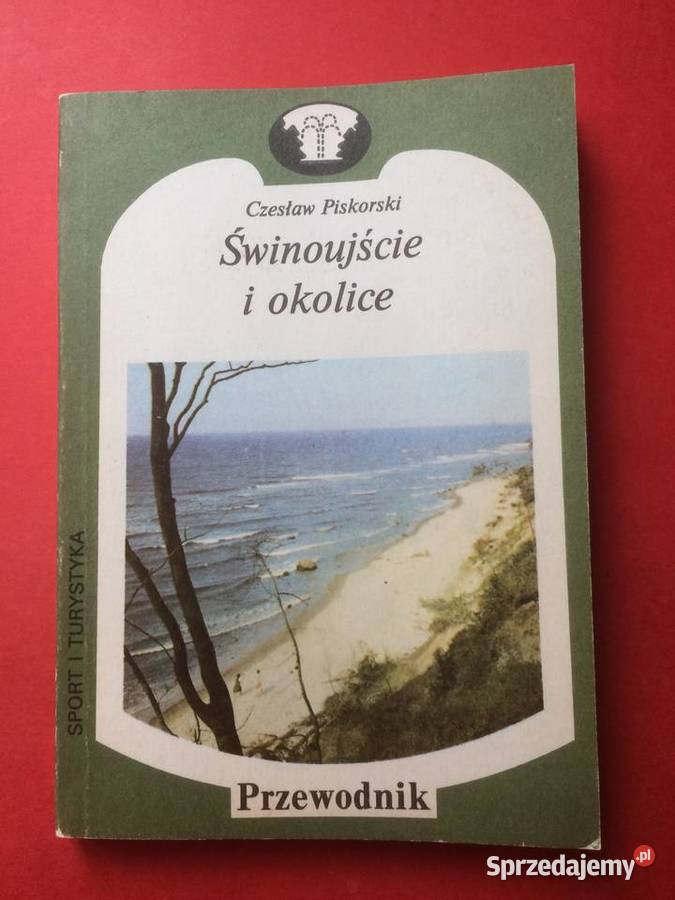 Czesław Piskorski
Świnoujście
i okolice
SPORT I TURYSTYKA
Przewodnik
Sprzedajemy.pl